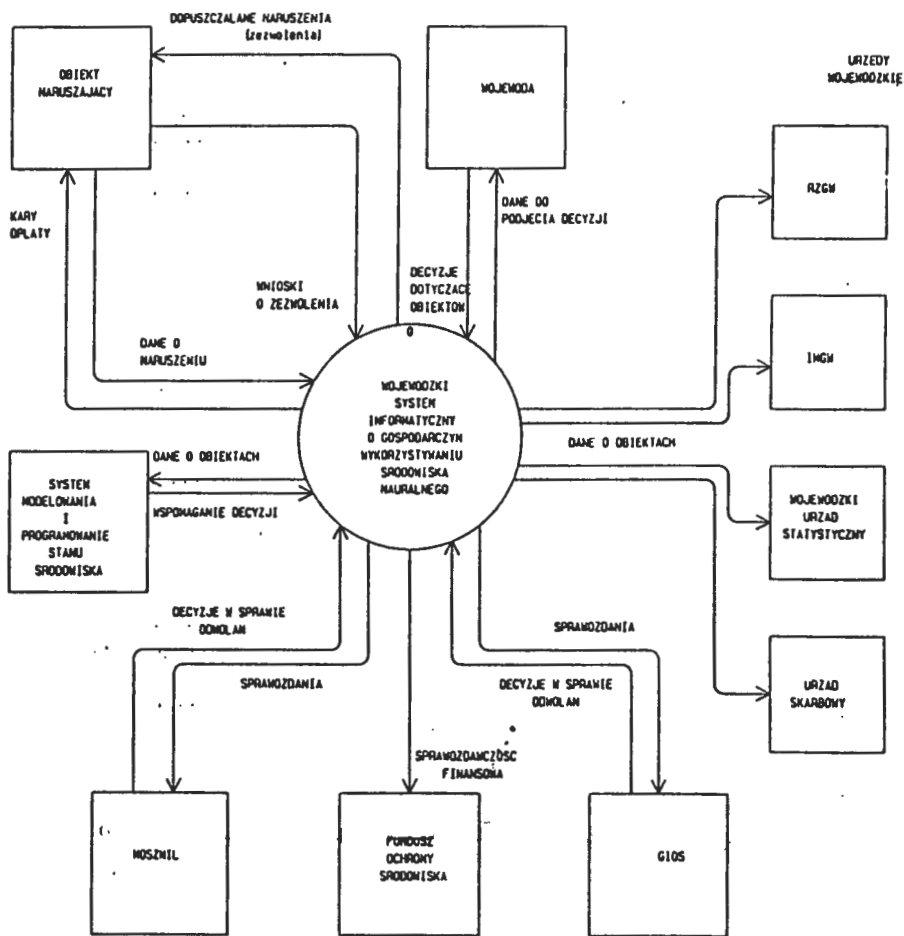 DOPUSZCZALANE NARUSZENIA
(zezwolenia)
OBIEKT
NARUSZAJACY
WOJEWODA
URZEDY
WOJEWODZKIE
RZGW
KARY
OPLATY
DANE DO
PODJECIA DECYZJI
WNIOSKI
O ZEZWOLENIA
DECYZJE
DOTYCZACE
OBIEKTOW
DANE O
NARUSZENIU
IMGW
0
WOJEWODZKI
SYSTEM
INFORMATYCZNY
O GOSPODARCZYM
WYKORZYSTYWANIU
SRODOWISKA
NAURALNEGO
DANE O OBIEKTACH
DANE O OBIEKTACH
SYSTEM
MODELOWANIA
I
PROGRAMOWANIE
STANU
SRODOWISKA
WSPOMAGANIE DECYZJI
WOJEWODZKI
URZAD
STATYSTYCZNY
DECYZJE W SPRAWIE
ODWOLAN
SPRAWOZDANIA
SPRAWOZDANIA
DECYZJE W SPRAWIE
ODWOLAN
URZAD
SKARBOWY
SPRAWOZDAWCZOSC
FINANSOWA
MOSZNIL
FUNDUSZ
OCHRONY
SRODOWISKA
GIOS